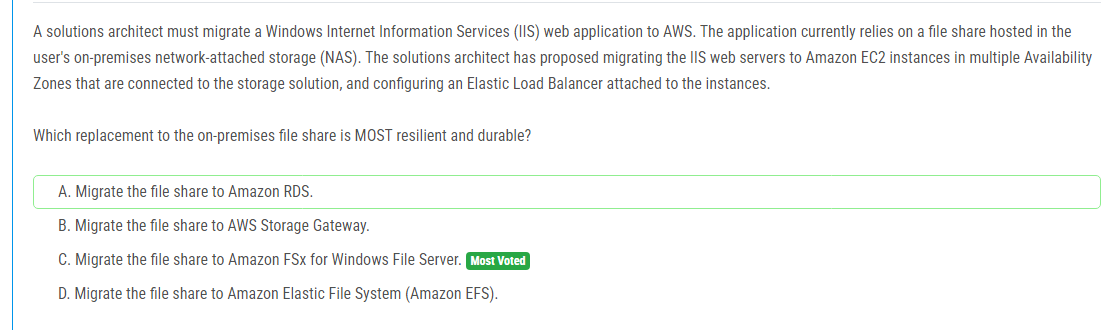 A solutions architect must migrate a Windows Internet Information Services (IIS) web application to AWS. The application currently relies on a file share hosted in the
user's on-premises network-attached storage (NAS). The solutions architect has proposed migrating the IIS web servers to Amazon EC2 instances in multiple Availability
Zones that are connected to the storage solution, and configuring an Elastic Load Balancer attached to the instances.
Which replacement to the on-premises file share is MOST resilient and durable?
A. Migrate the file share to Amazon RDS.
B. Migrate the file share to AWS Storage Gateway.
C. Migrate the file share to Amazon FSx for Windows File Server. Most Voted
D. Migrate the file share to Amazon Elastic File System (Amazon EFS).